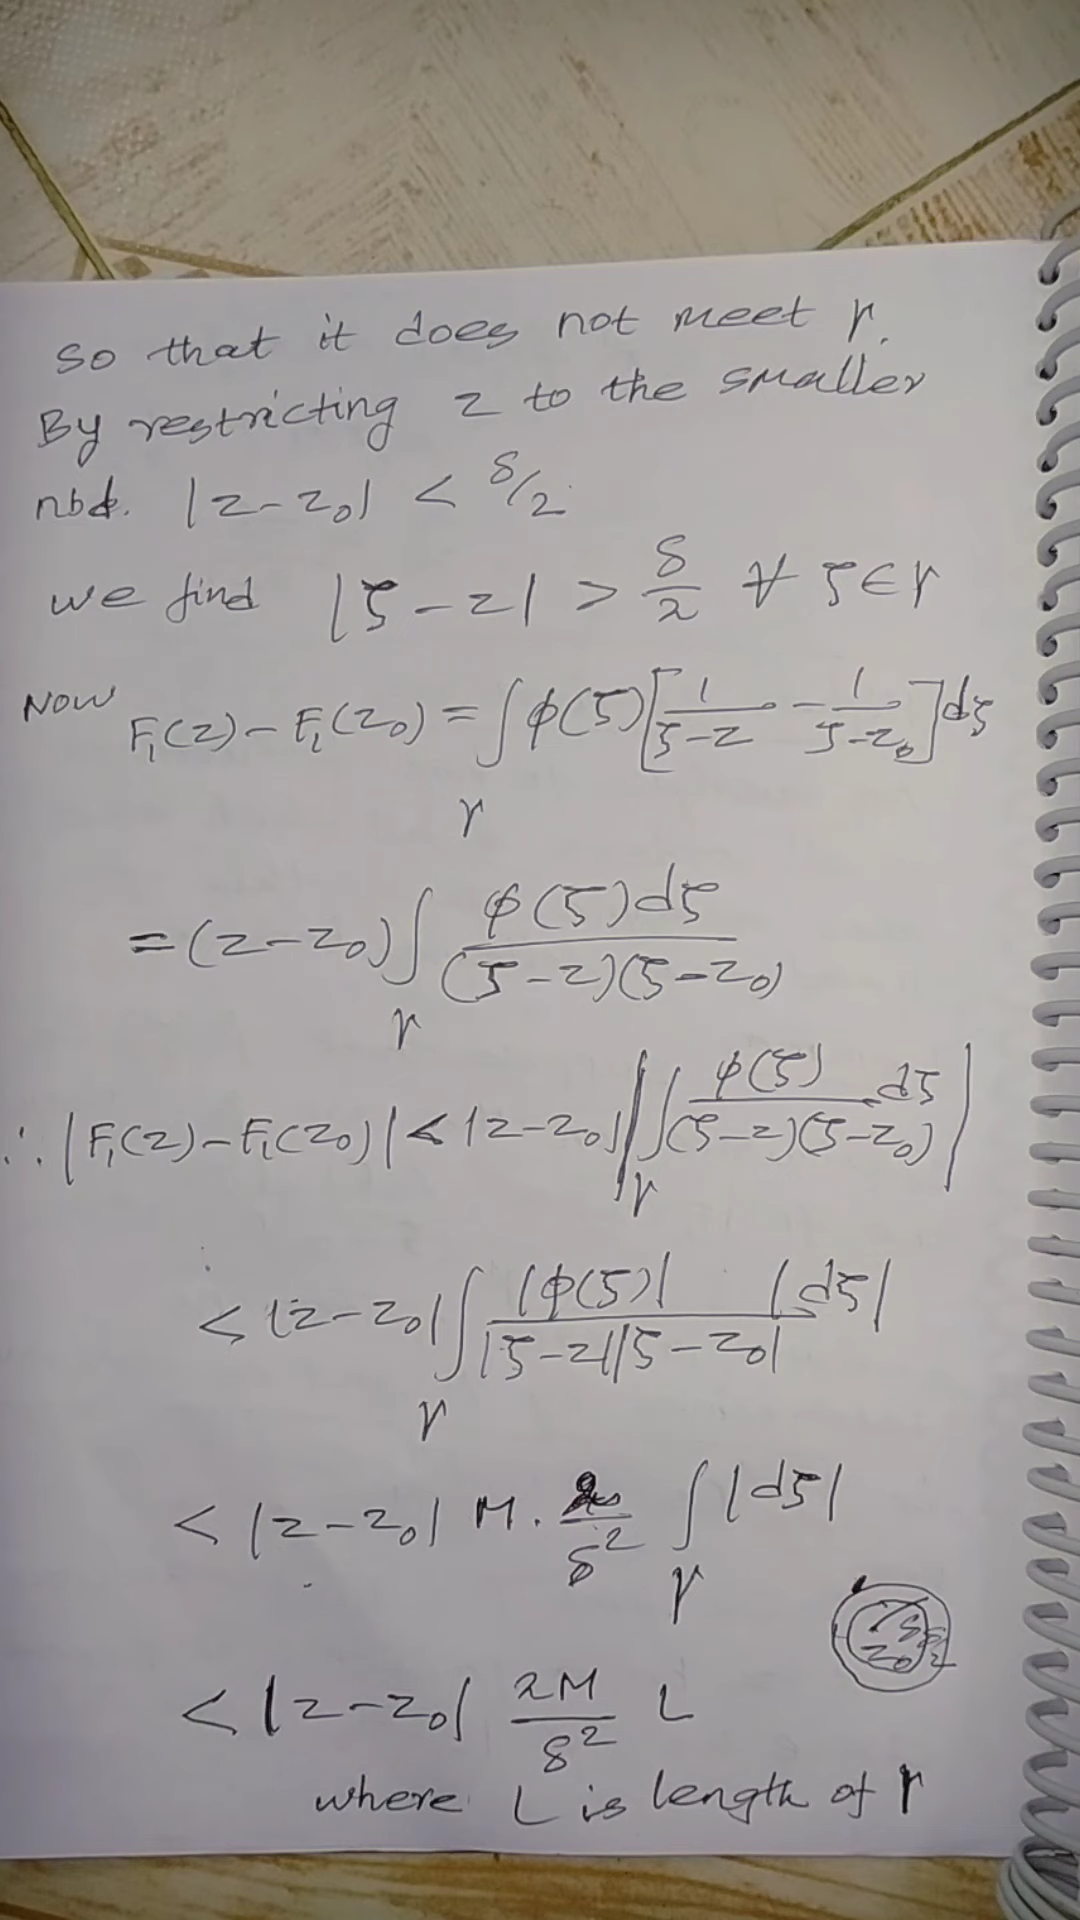 so that it does not meet γ.
By restricting z to the smaller
nbd. |z-z₀| < δ/2
we find |ζ-z| > δ/2 ∀ ζ∈γ
Now F₁(z)-F₁(z₀) = ∫_γ φ(ζ)[1/(ζ-z) - 1/(ζ-z₀)]dζ
= (z-z₀)∫_γ φ(ζ)dζ/((ζ-z)(ζ-z₀))
∴ |F₁(z)-F₁(z₀)| < |z-z₀| |∫_γ φ(ζ)/((ζ-z)(ζ-z₀)) dζ|
< |z-z₀| ∫_γ |φ(ζ)|/(|ζ-z||ζ-z₀|) |dζ|
< |z-z₀| M. 2/δ² ∫_γ |dζ|
< |z-z₀| 2M/δ² L
where L is length of γ